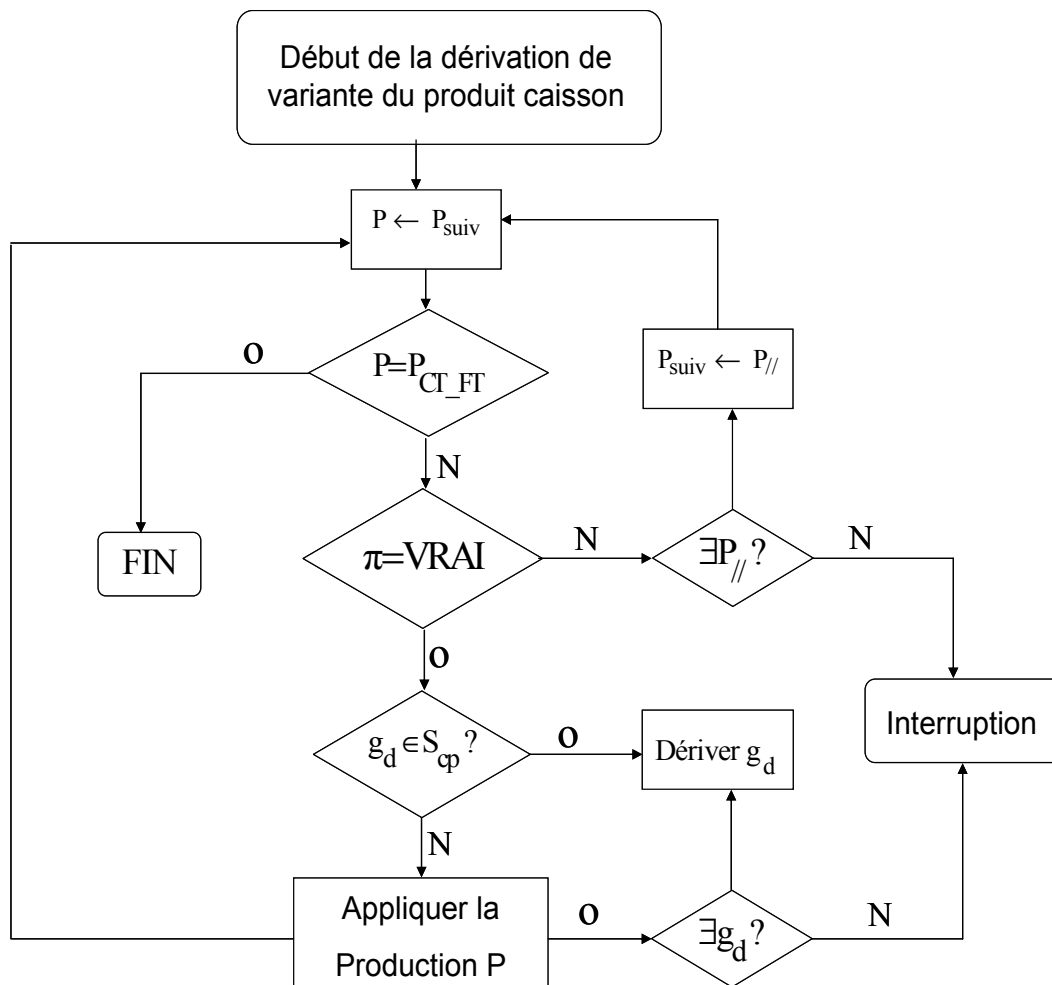 Début de la dérivation de
variante du produit caisson
P ← Psuiv
O
P=PCT_FT
Psuiv ← P//
N
FIN
π=VRAI
N
∃P//?
N
O
gd∈Scp?
O
Dériver gd
Interruption
N
Appliquer la
Production P
O
∃gd?
N